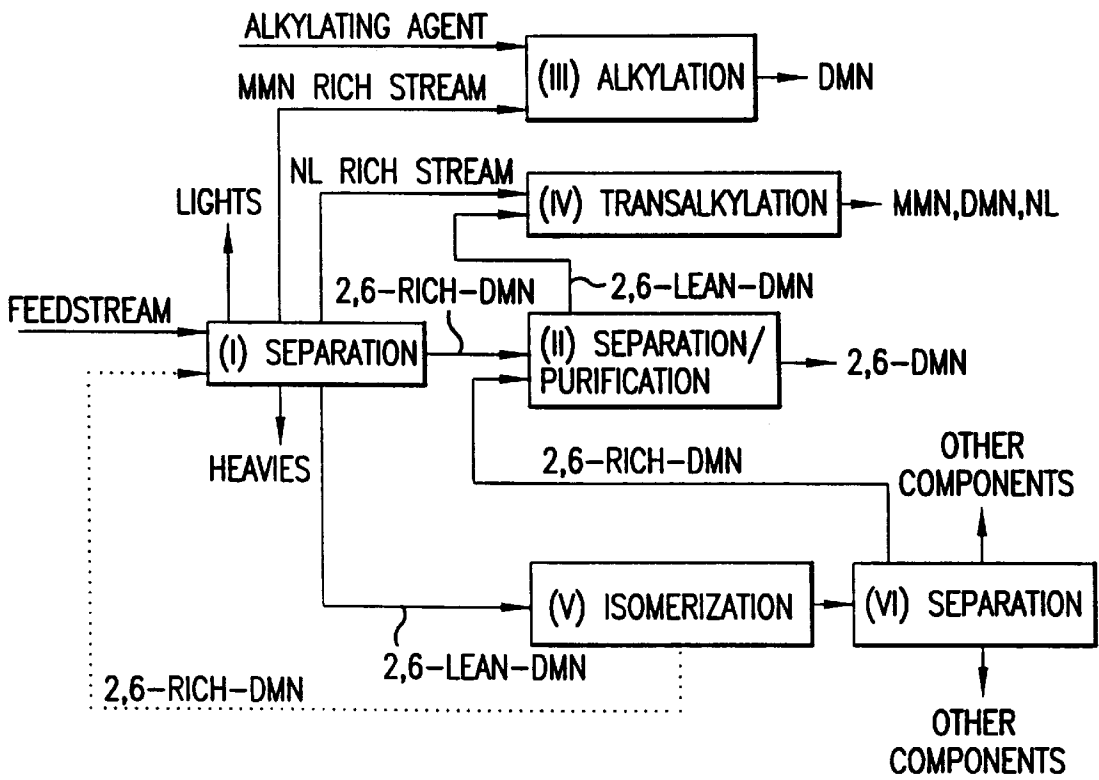 ALKYLATING AGENT
(III) ALKYLATION
DMN
MMN RICH STREAM
NL RICH STREAM
(IV) TRANSALKYLATION
MMN,DMN,NL
LIGHTS
2,6-RICH-DMN
2,6-LEAN-DMN
FEEDSTREAM
(I) SEPARATION
(II) SEPARATION/
PURIFICATION
2,6-DMN
HEAVIES
2,6-RICH-DMN
OTHER
COMPONENTS
(V) ISOMERIZATION
(VI) SEPARATION
2,6-LEAN-DMN
2,6-RICH-DMN
OTHER
COMPONENTS